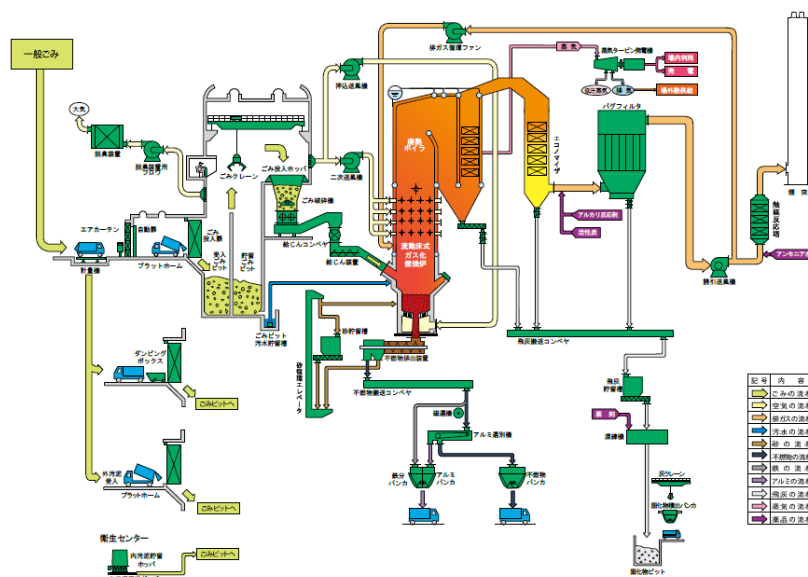 一般ごみ
大気
脱臭装置
脱臭装置用
ブロワ
エアカーテン
自動扉
ごみ
投入扉
計量機
プラットホーム
受入
ごみ
ピット
貯留
ごみ
ピット
ごみクレーン
ごみ投入ホッパ
ごみ破砕機
給じんコンベヤ
給じん装置
ごみピット
汚水貯留槽
押込送風機
二次送風機
排ガス循環ファン
廃熱
ボイラ
流動床式
ガス化
燃焼炉
蒸気
蒸気タービン発電機
場内利用
低圧蒸気
場外熱供給
エコノマイザ
バグフィルタ
アルカリ反応剤
活性炭
触媒反応塔
煙突
アンモニア水
誘引送風機
飛灰搬送コンベヤ
砂循環エレベータ
砂貯留槽
不燃物排出装置
不燃物搬送コンベヤ
磁選機
アルミ選別機
鉄分
バンカ
アルミ
バンカ
不燃物
バンカ
飛灰
貯留槽
薬剤
混練機
灰クレーン
固化物積出バンカ
固化物ピット
ダンピング
ボックス
ごみピットへ
外汚泥
受入
プラットホーム
ごみピットへ
衛生センター
内汚泥貯留
ホッパ
ごみピットへ
記号 内容
ごみの流れ
空気の流れ
排ガスの流れ
汚水の流れ
砂の流れ
不燃物の流れ
鉄の流れ
アルミの流れ
飛灰の流れ
蒸気の流れ
薬品の流れ